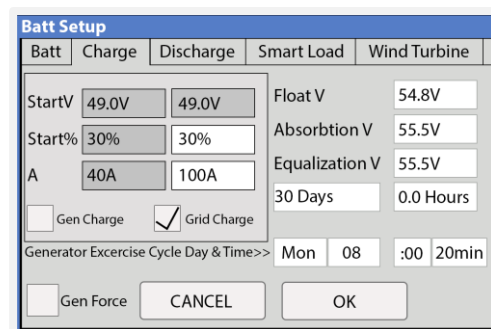 Batt Setup
Batt Charge Discharge Smart Load Wind Turbine
StartV 49.0V 49.0V
Start% 30% 30%
A 40A 100A
Gen Charge Grid Charge
Float V 54.8V
Absorbtion V 55.5V
Equalization V 55.5V
30 Days 0.0 Hours
Generator Excercise Cycle Day & Time>> Mon 08 :00 20min
Gen Force CANCEL OK